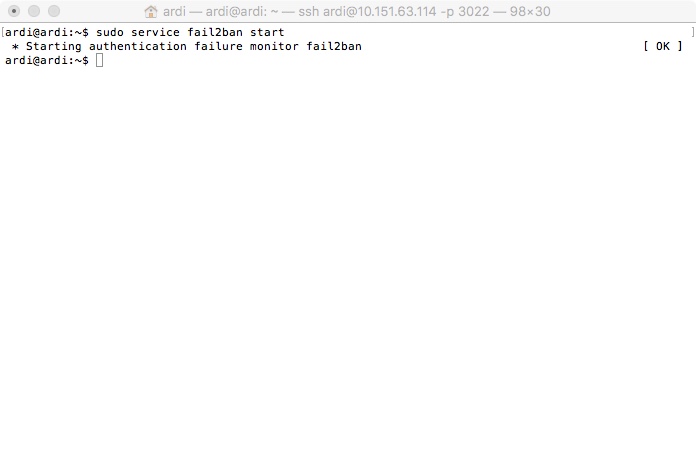 ardi — ardi@ardi: ~ — ssh ardi@10.151.63.114 -p 3022 — 98×30
[ardi@ardi:~$ sudo service fail2ban start ]
 * Starting authentication failure monitor fail2ban [ OK ]
ardi@ardi:~$